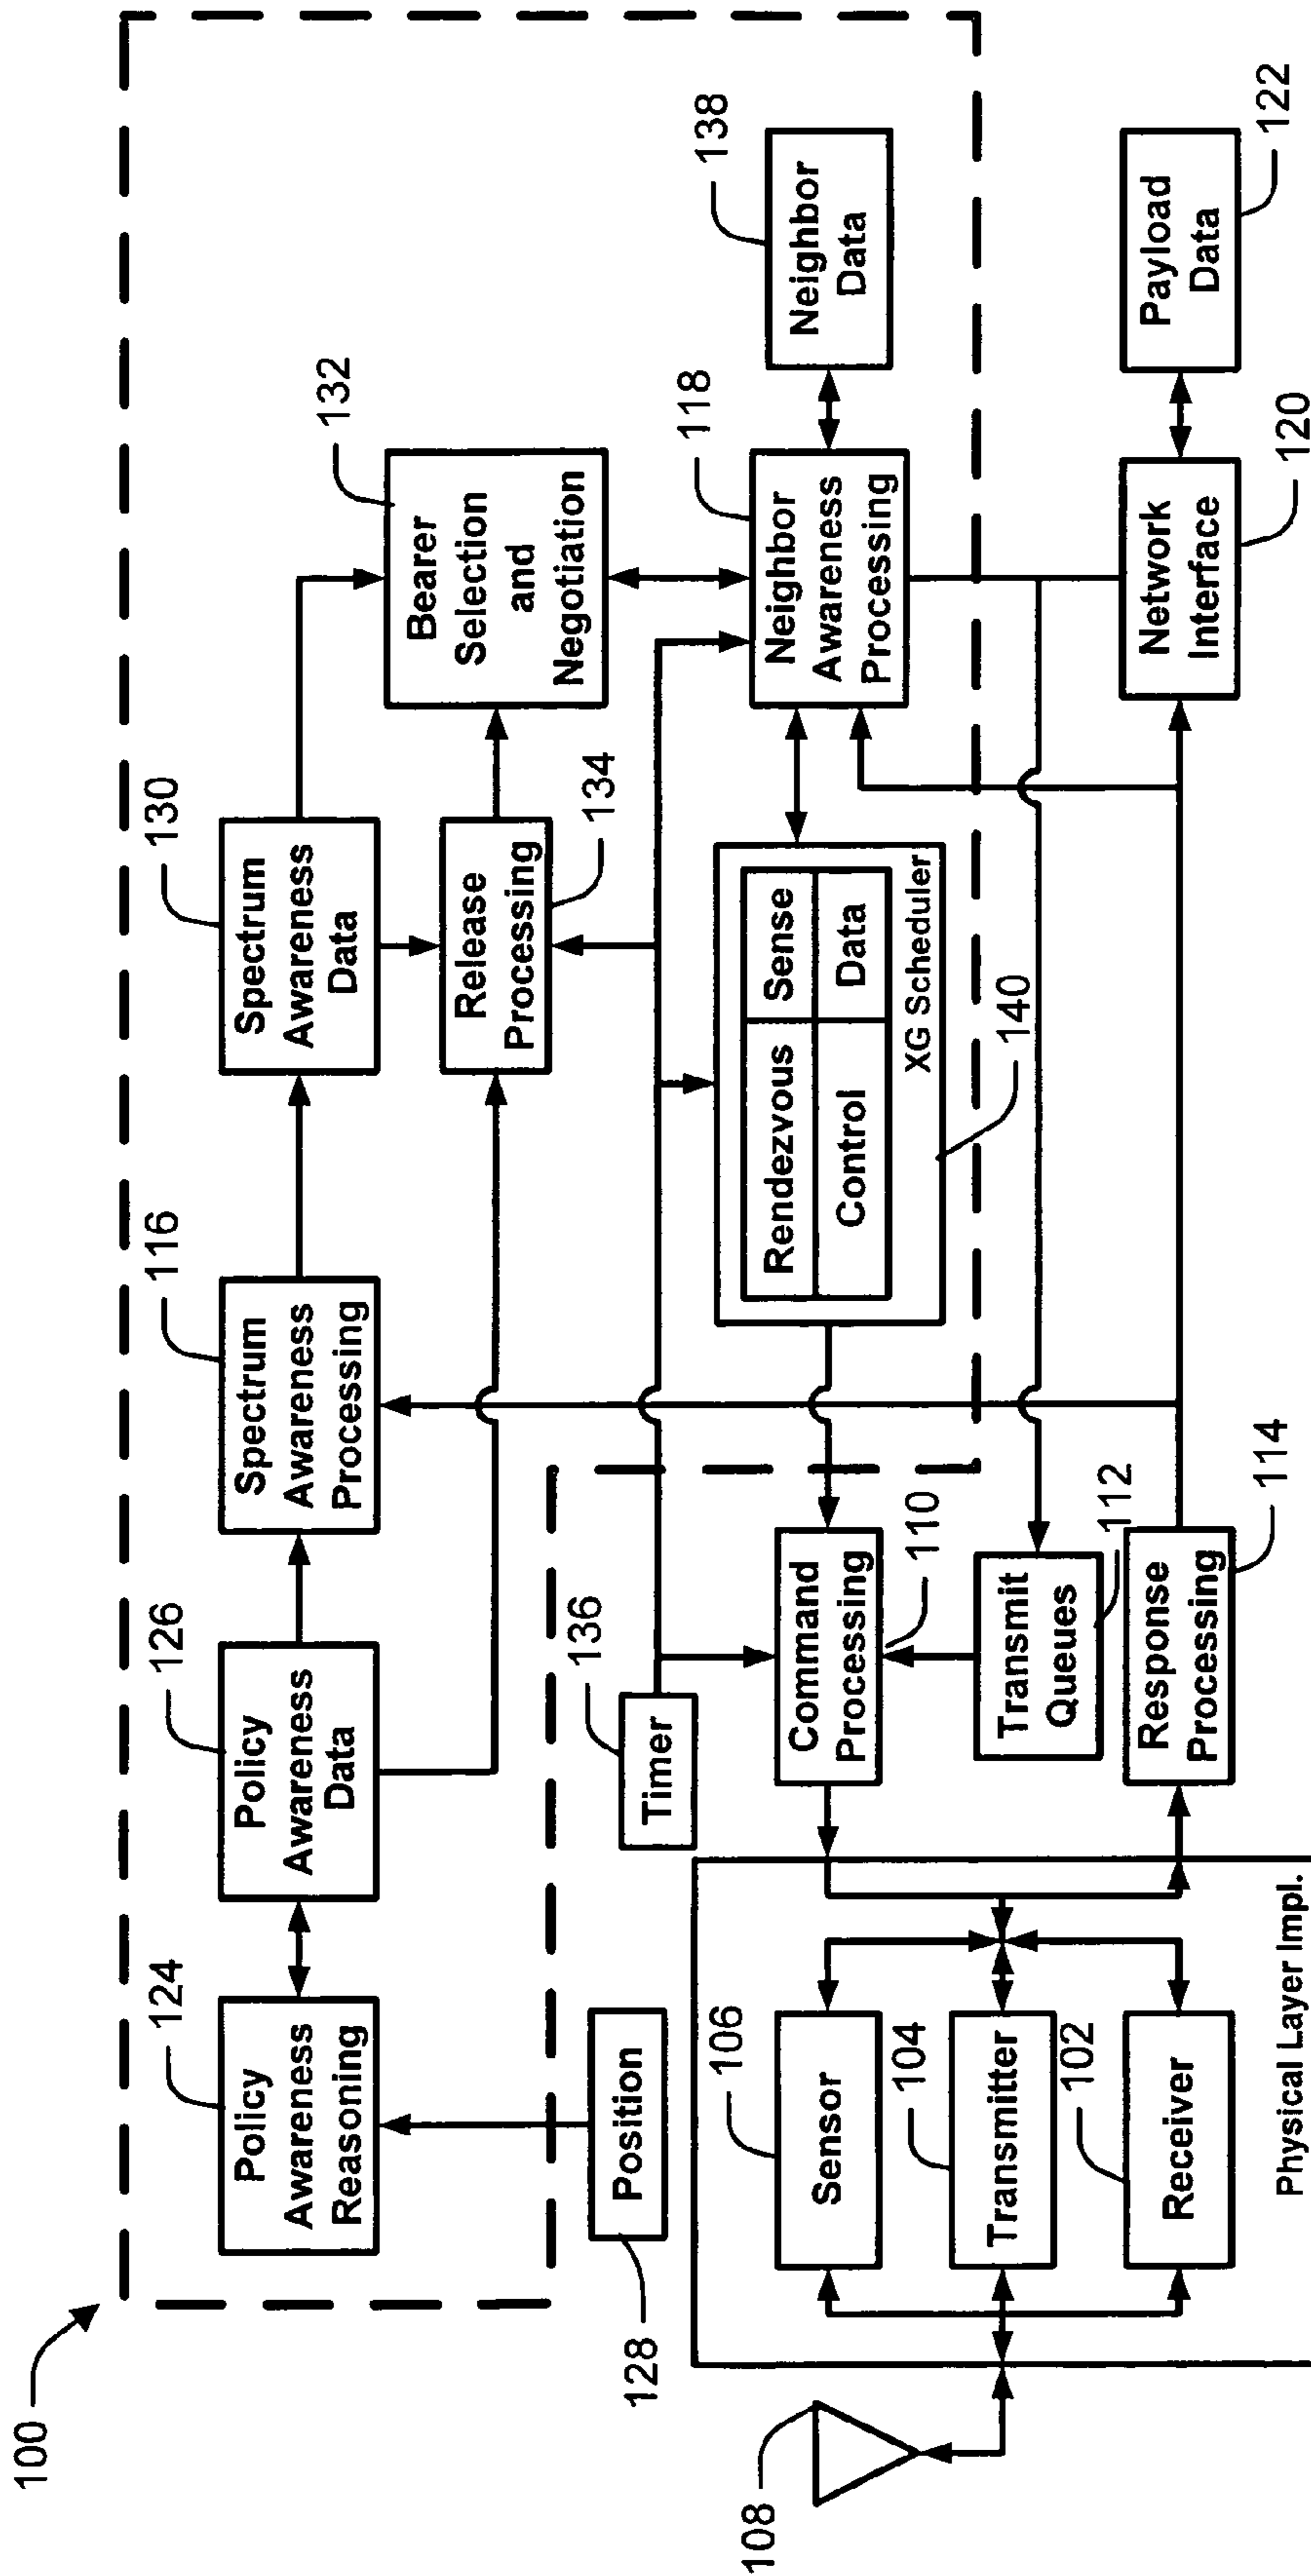 100
124
126
116
130
Policy
Awareness
Reasoning
Policy
Awareness
Data
Spectrum
Awareness
Processing
Spectrum
Awareness
Data
132
Bearer
Selection
and
Negotiation
Release
Processing
134
128
Position
136
Timer
118
138
108
106
Sensor
104
Transmitter
102
Receiver
Physical Layer Impl.
Command
Processing
110
Transmit
Queues
112
Response
Processing
114
Rendezvous
Sense
Control
Data
XG Scheduler
140
Neighbor
Awareness
Processing
Neighbor
Data
Network
Interface
120
Payload
Data
122